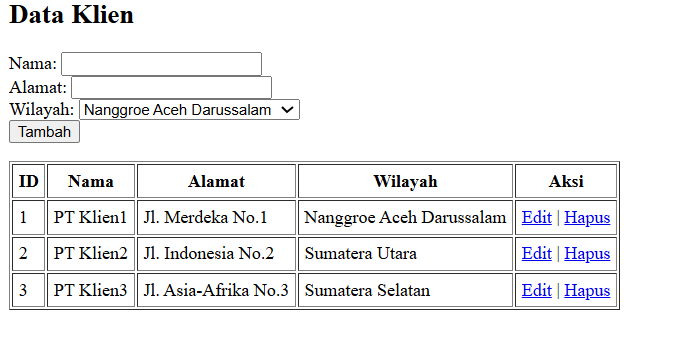 Data Klien
Nama:
Alamat:
Wilayah: Nanggroe Aceh Darussalam
Tambah
ID Nama Alamat Wilayah Aksi
1 PT Klien1 Jl. Merdeka No.1 Nanggroe Aceh Darussalam Edit | Hapus
2 PT Klien2 Jl. Indonesia No.2 Sumatera Utara Edit | Hapus
3 PT Klien3 Jl. Asia-Afrika No.3 Sumatera Selatan Edit | Hapus